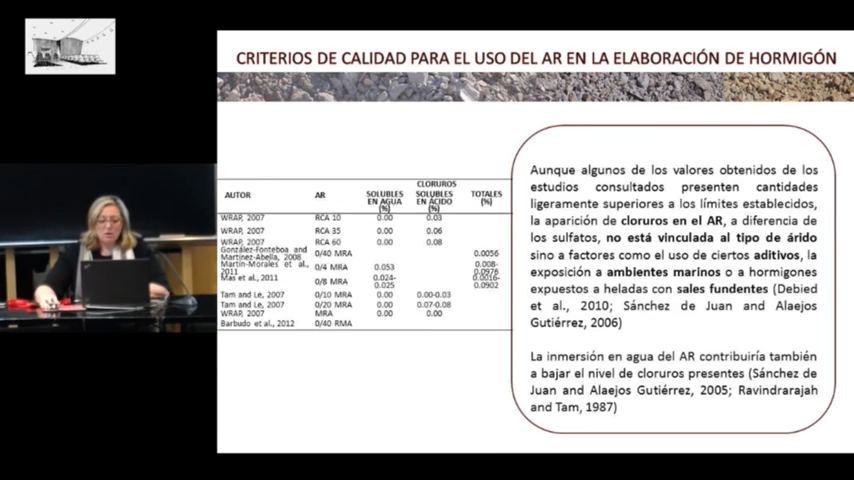 CRITERIOS DE CALIDAD PARA EL USO DEL AR EN LA ELABORACIÓN DE HORMIGÓN
CLORUROS
AUTOR AR SOLUBLES EN AGUA (%) SOLUBLES EN ÁCIDO (%) TOTALES (%)
WRAP, 2007 RCA 10 0.00 0.03
WRAP, 2007 RCA 35 0.00 0.06
WRAP, 2007 RCA 60 0.00 0.08
González-Fonteboa and Martínez-Abella, 2008 0/40 MRA 0.0056
Martín-Morales et al., 2011 0/4 MRA 0.053 0.008-0.0976
Mas et al., 2011 0/8 MRA 0.024-0.025 0.0016-0.0902
Tam and Le, 2007 0/10 MRA 0.00 0.00-0.03
Tam and Le, 2007 0/20 MRA 0.00 0.07-0.08
WRAP, 2007 MRA 0.00 0.00
Barbudo et al., 2012 0/40 RMA
Aunque algunos de los valores obtenidos de los
estudios consultados presenten cantidades
ligeramente superiores a los límites establecidos,
la aparición de cloruros en el AR, a diferencia de
los sulfatos, no está vinculada al tipo de árido
sino a factores como el uso de ciertos aditivos, la
exposición a ambientes marinos o a hormigones
expuestos a heladas con sales fundentes (Debied
et al., 2010; Sánchez de Juan and Alaejos
Gutiérrez, 2006)
La inmersión en agua del AR contribuiría también
a bajar el nivel de cloruros presentes (Sánchez de
Juan and Alaejos Gutiérrez, 2005; Ravindrarajah
and Tam, 1987)